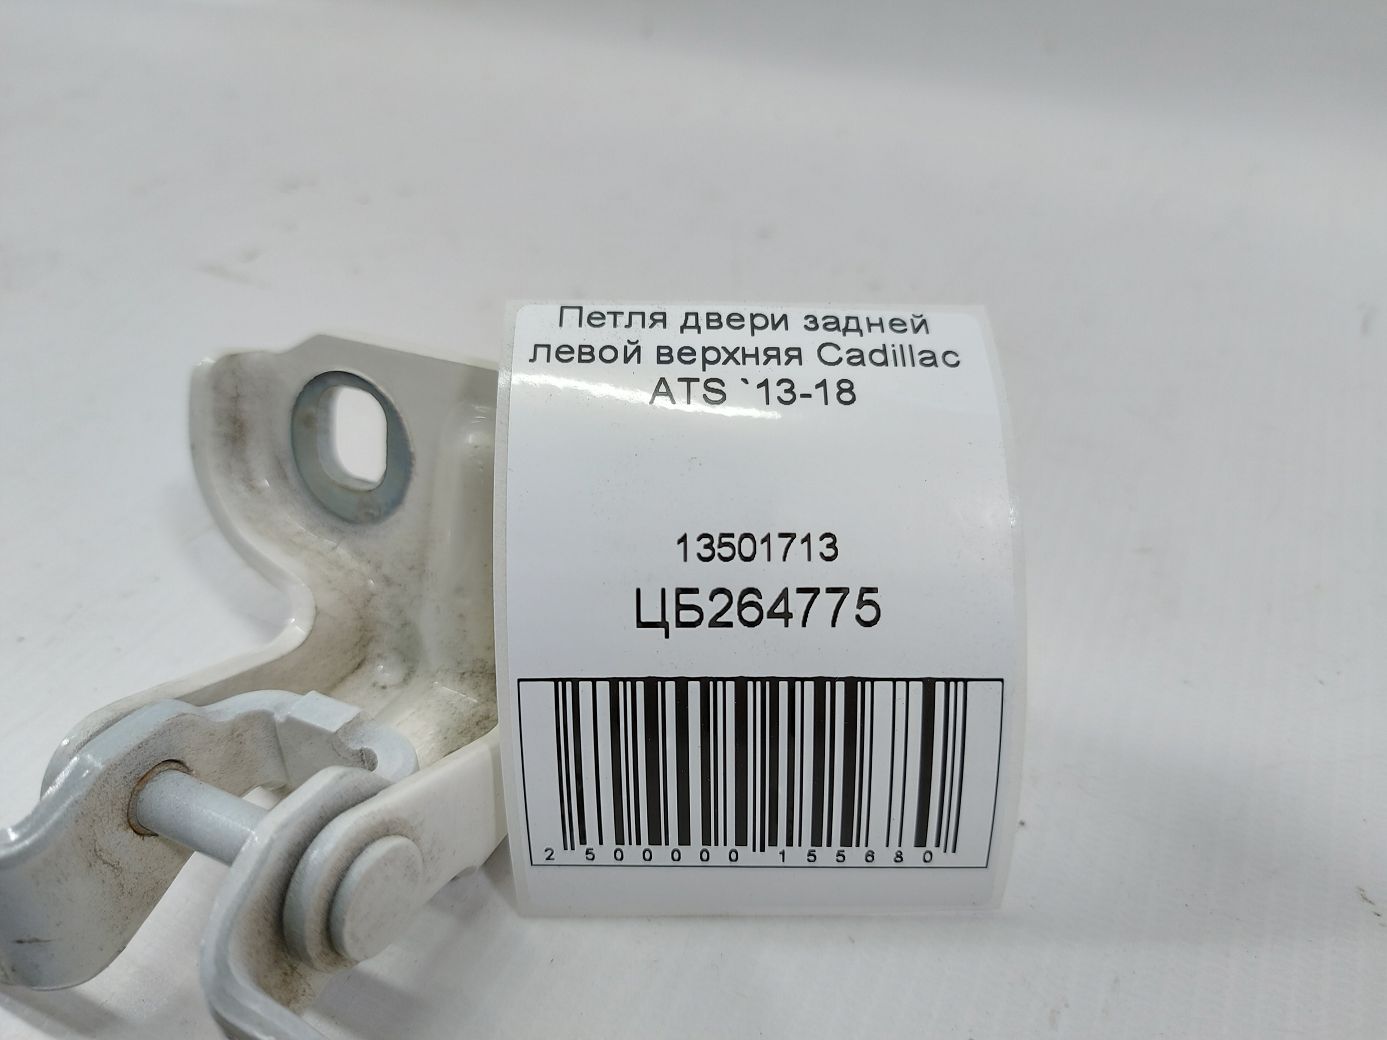 Петля двери задней
левой верхняя Cadillac
ATS `13-18
13501713
ЦБ264775
2 500000 155680